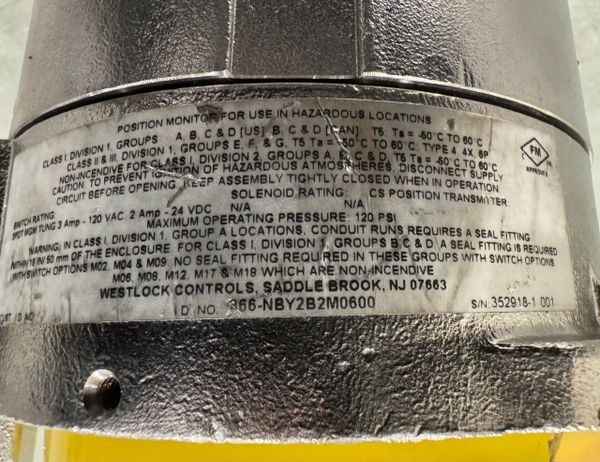 POSITION MONITOR FOR USE IN HAZARDOUS LOCATIONS
CLASS I, DIVISION 1, GROUPS A, B, C & D [US] B, C & D [CAN] T6: Ta = -50°C TO 60°C
CLASS II & III, DIVISION 1, GROUPS E, F, & G, T6 Ta = -50°C TO 60°C: TYPE 4 4X 6P
NON-INCENDIVE FOR CLASS I, DIVISION 2, GROUPS A, B, C, & D, T6 Ta = -50°C TO 60°C
CAUTION: TO PREVENT IGNITION OF HAZARDOUS ATMOSPHERES, DISCONNECT SUPPLY
CIRCUIT BEFORE OPENING, KEEP ASSEMBLY TIGHTLY CLOSED WHEN IN OPERATION
SWITCH RATING: SOLENOID RATING: CS POSITION TRANSMITTER
SPDT MGM TUNG 3 Amp - 120 VAC 2 Amp - 24 VDC N/A N/A
MAXIMUM OPERATING PRESSURE: 120 PSI
WARNING, IN CLASS I, DIVISION 1, GROUP A LOCATIONS, CONDUIT RUNS REQUIRES A SEAL FITTING
WITHIN 18 IN/ 50 mm OF THE ENCLOSURE FOR CLASS I, DIVISION 1, GROUPS B, C & D, A SEAL FITTING IS REQUIRED
WITH SWITCH OPTIONS M02, M04 & M09 NO SEAL FITTING REQUIRED IN THESE GROUPS WITH SWITCH OPTIONS
M06, M08, M12, M17 & M19 WHICH ARE NON-INCENDIVE
WESTLOCK CONTROLS, SADDLE BROOK, NJ 07663
I.D. NO. 366-NBY2B2M0600
S/N: 352918-1 001
FM
APPROVED